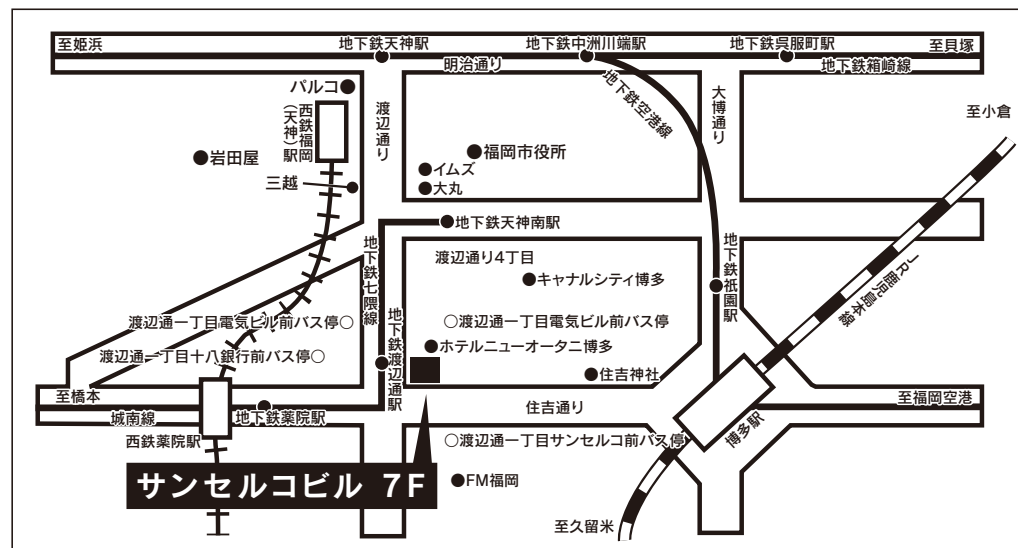 至姫浜
地下鉄天神駅
地下鉄中洲川端駅
地下鉄呉服町駅
至貝塚
明治通り
地下鉄箱崎線
パルコ
西鉄福岡
(天神)駅
渡辺通り
地下鉄空港線
大博通り
至小倉
岩田屋
福岡市役所
イムズ
三越
大丸
地下鉄天神南駅
地下鉄七隈線
渡辺通り4丁目
地下鉄祇園駅
JR鹿児島本線
キャナルシティ博多
渡辺通一丁目電気ビル前バス停○
○渡辺通一丁目電気ビル前バス停
地下鉄渡辺通駅
ホテルニューオータニ博多
渡辺通一丁目十八銀行前バス停○
住吉神社
至橋本
住吉通り
至福岡空港
城南線
地下鉄薬院駅
博多駅
西鉄薬院駅
○渡辺通一丁目サンセルコ前バス停
サンセルコビル 7F
FM福岡
至久留米